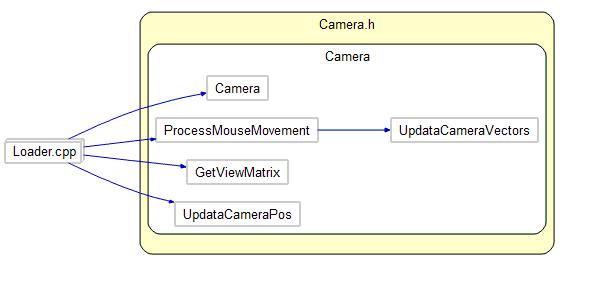 Camera.h
Camera
Camera
ProcessMouseMovement
UpdataCameraVectors
Loader.cpp
GetViewMatrix
UpdataCameraPos